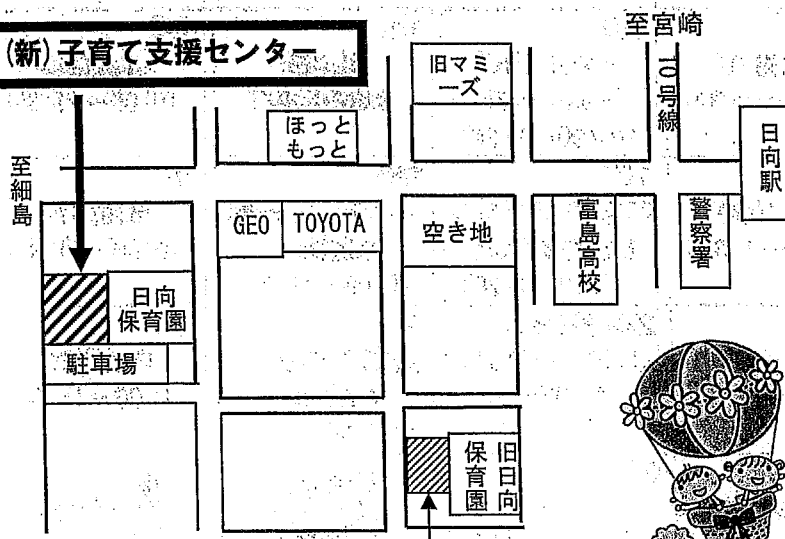 (新)子育て支援センター
至宮崎
10号線
旧マミ
ーズ
ほっと
もっと
日向駅
至細島
GEO
TOYOTA
空き地
富島高校
警察署
日向
保育園
駐車場
旧日向
保育園